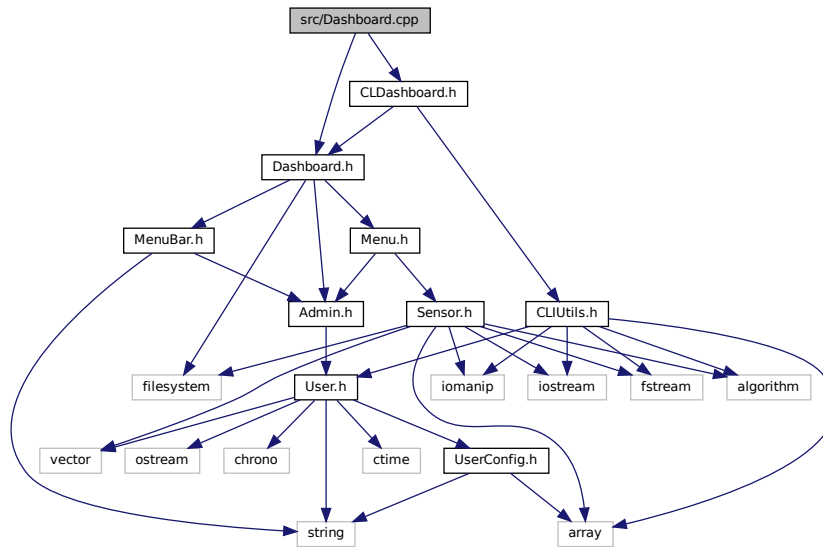 src/Dashboard.cpp
CLDashboard.h
Dashboard.h
MenuBar.h
Menu.h
Admin.h
Sensor.h
CLIUtils.h
filesystem
User.h
iomanip
iostream
fstream
algorithm
vector
ostream
chrono
ctime
UserConfig.h
string
array